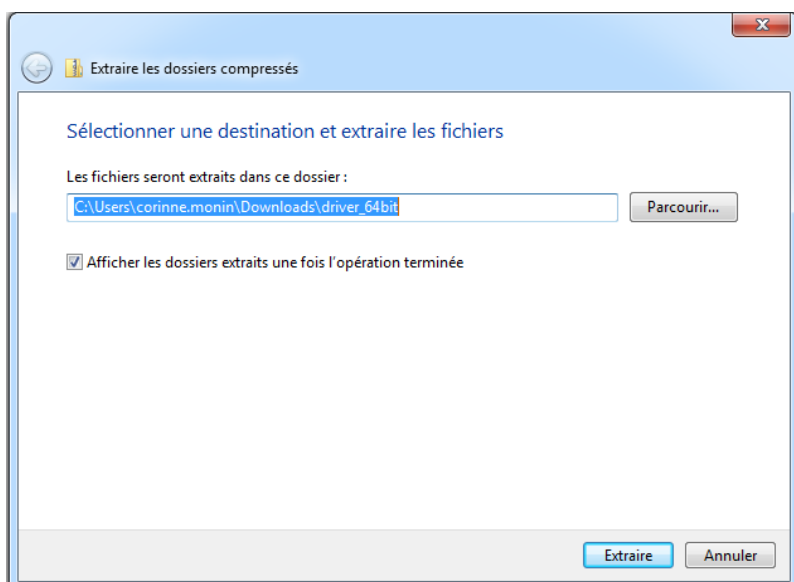 Extraire les dossiers compressés
Sélectionner une destination et extraire les fichiers
Les fichiers seront extraits dans ce dossier :
C:\Users\corinne.monin\Downloads\driver_64bit
Parcourir...
Afficher les dossiers extraits une fois l'opération terminée
Extraire
Annuler